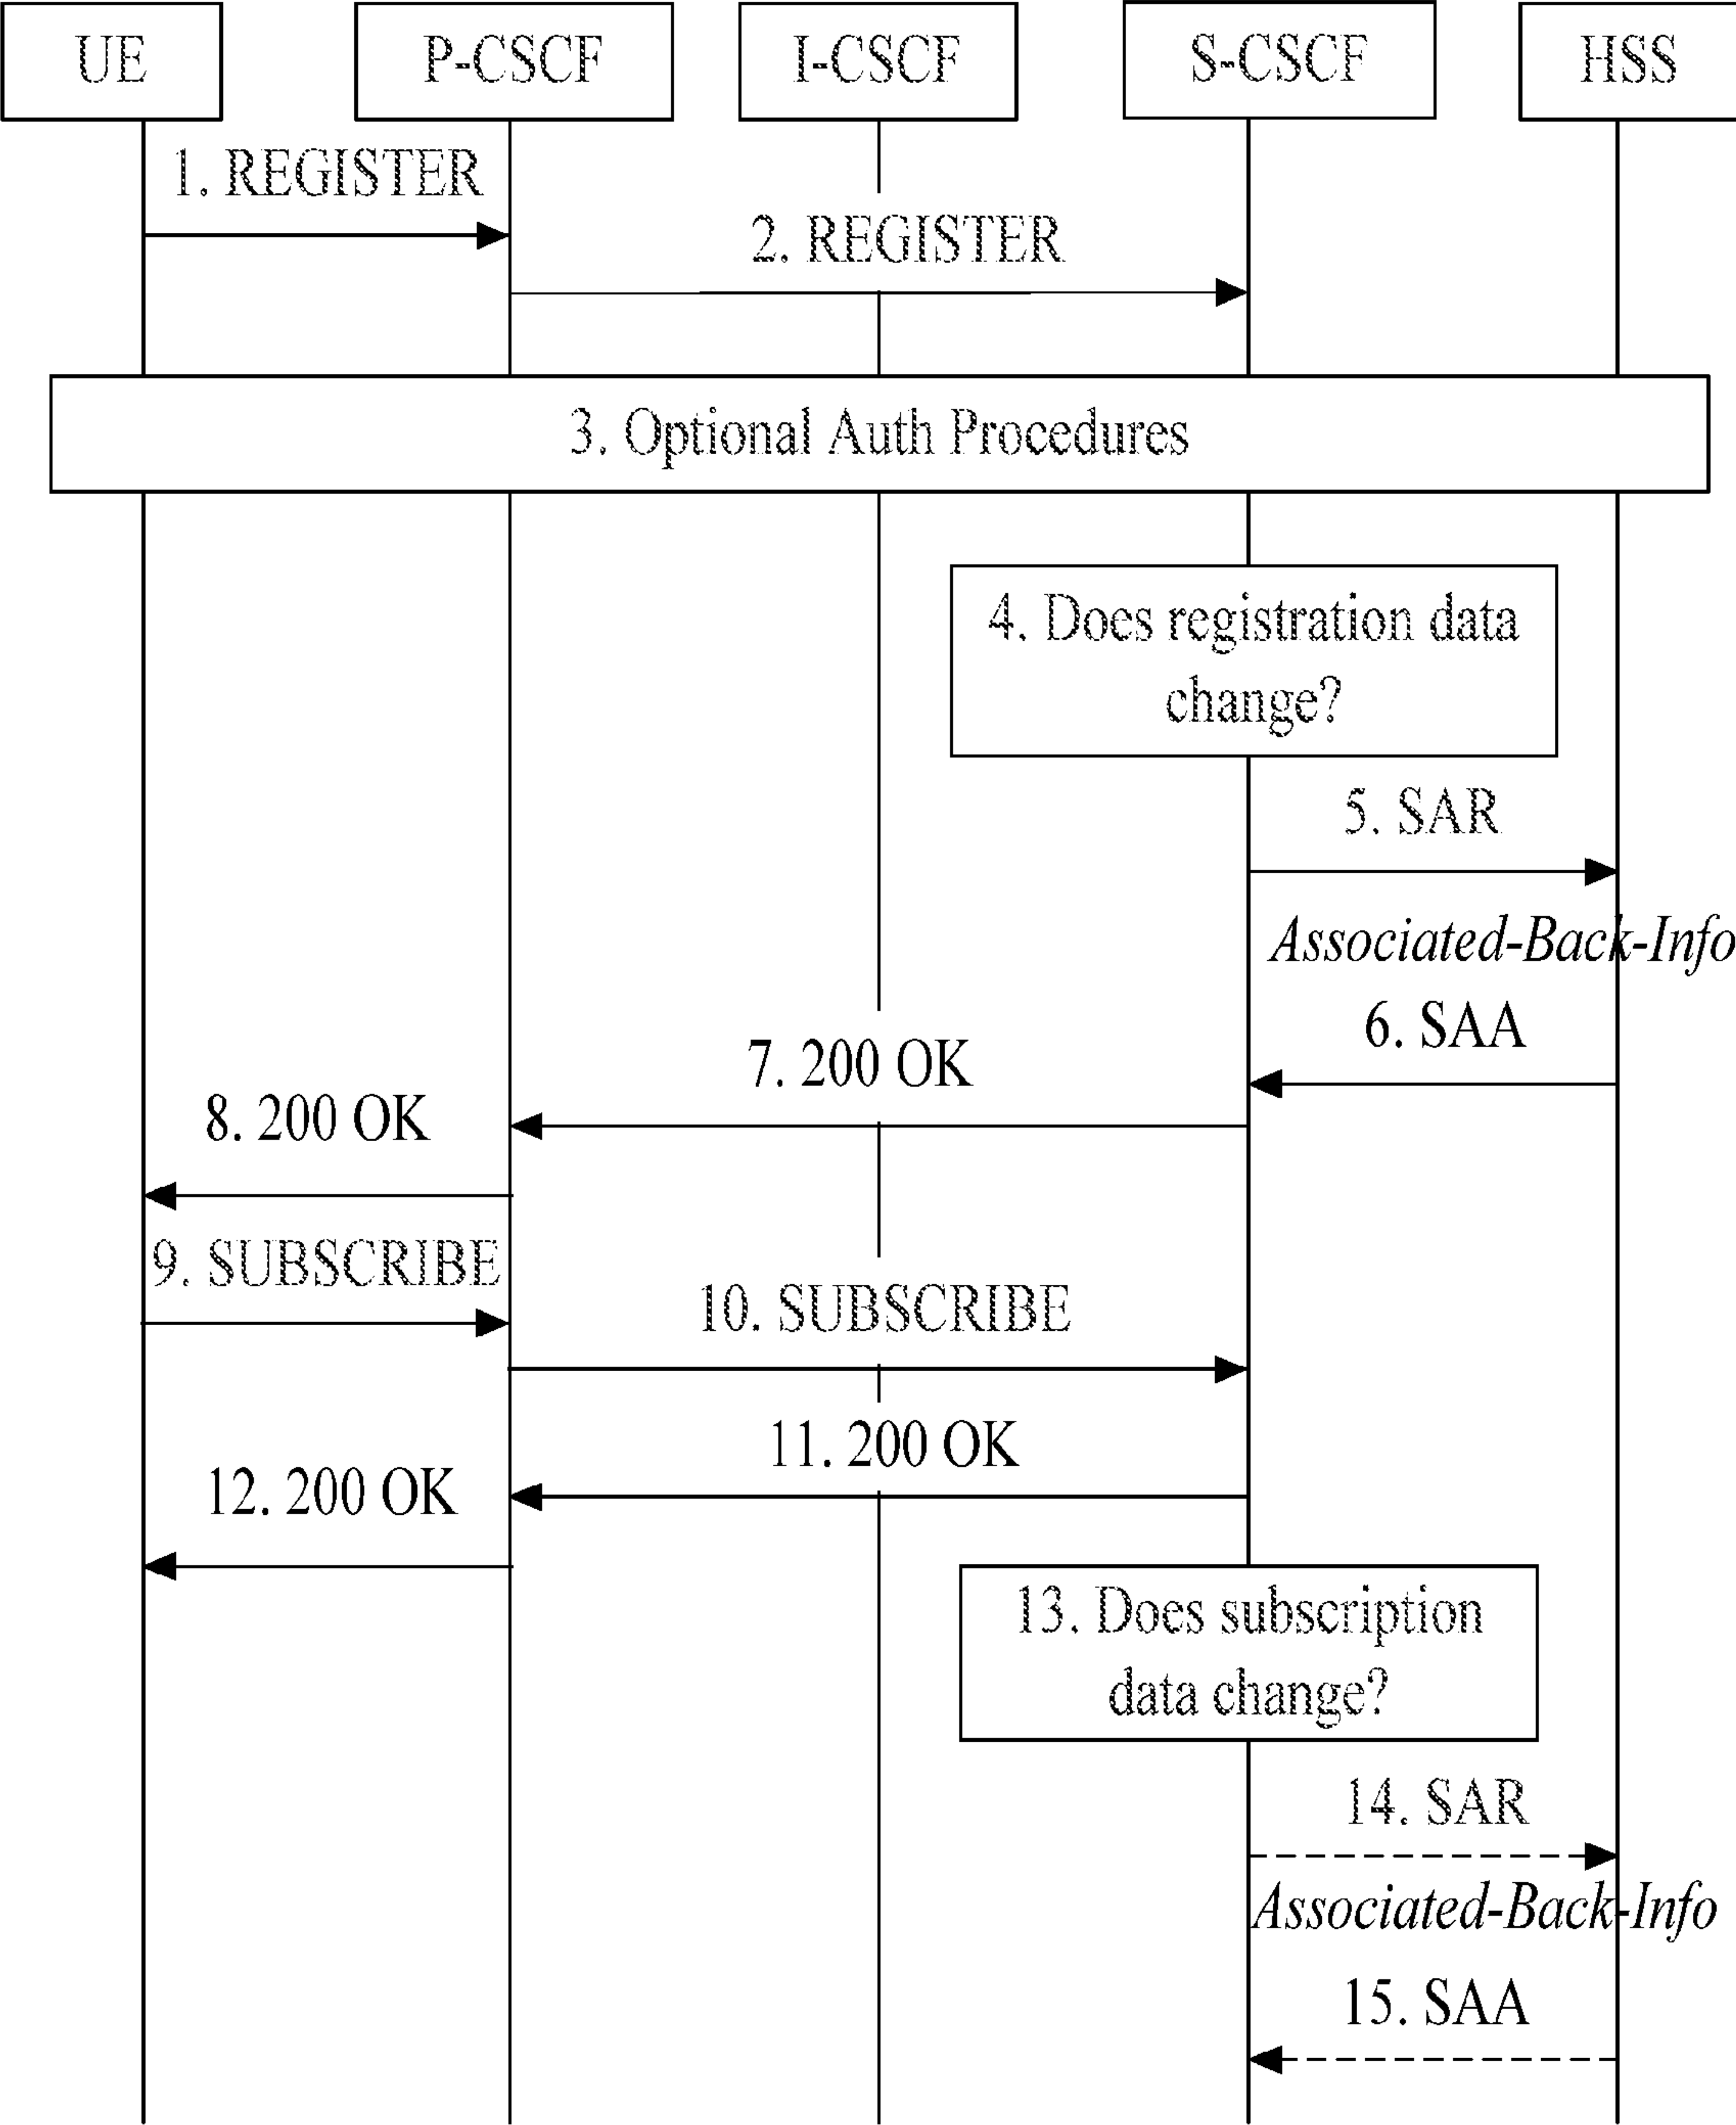 UE
P-CSCF
I-CSCF
S-CSCF
HSS
1. REGISTER
2. REGISTER
3. Optional Auth Procedures
4. Does registration data
change?
5. SAR
Associated-Back-Info
6. SAA
7. 200 OK
8. 200 OK
9. SUBSCRIBE
10. SUBSCRIBE
11. 200 OK
12. 200 OK
13. Does subscription
data change?
14. SAR
Associated-Back-Info
15. SAA